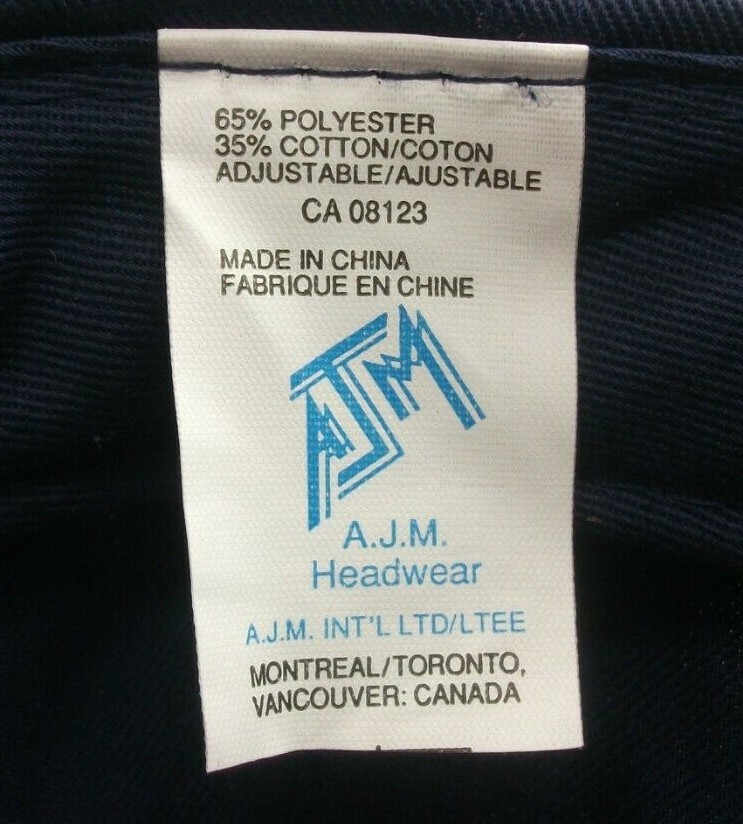 65% POLYESTER
35% COTTON/COTON
ADJUSTABLE/AJUSTABLE
CA 08123
MADE IN CHINA
FABRIQUE EN CHINE
AJM
A.J.M.
Headwear
A.J.M. INT'L LTD/LTEE
MONTREAL/TORONTO,
VANCOUVER: CANADA